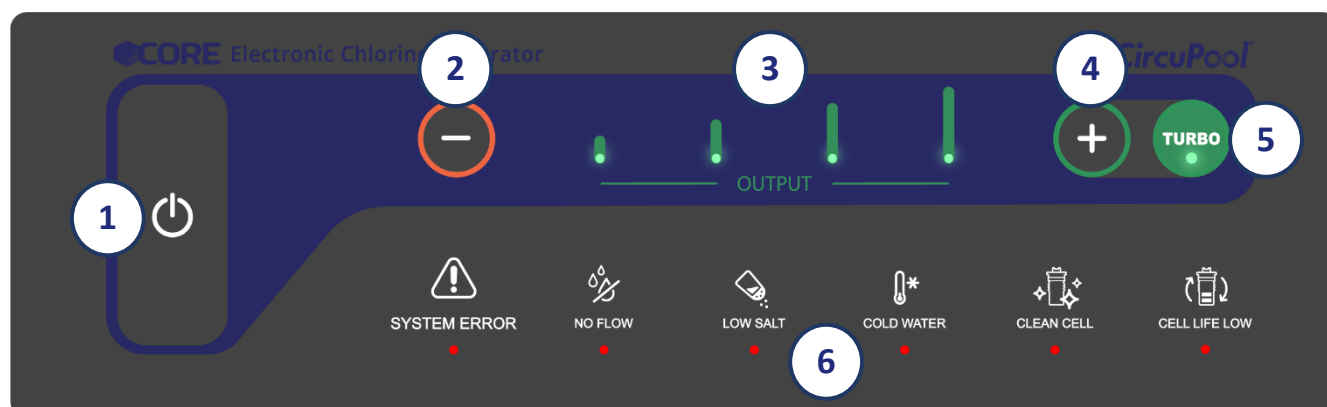 CORE Electronic Chlorin rator
CircuPool
2
3
4
TURBO
5
1
OUTPUT
SYSTEM ERROR
NO FLOW
LOW SALT
COLD WATER
CLEAN CELL
CELL LIFE LOW
6